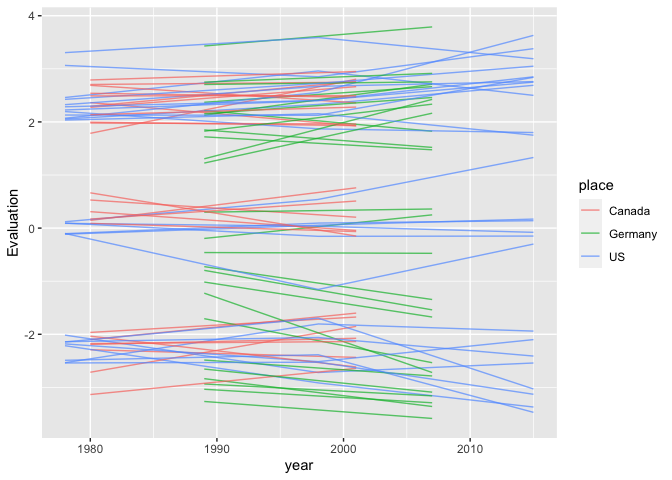 4
2
0
-2
Evaluation
1980
1990
2000
2010
year
place
Canada
Germany
US